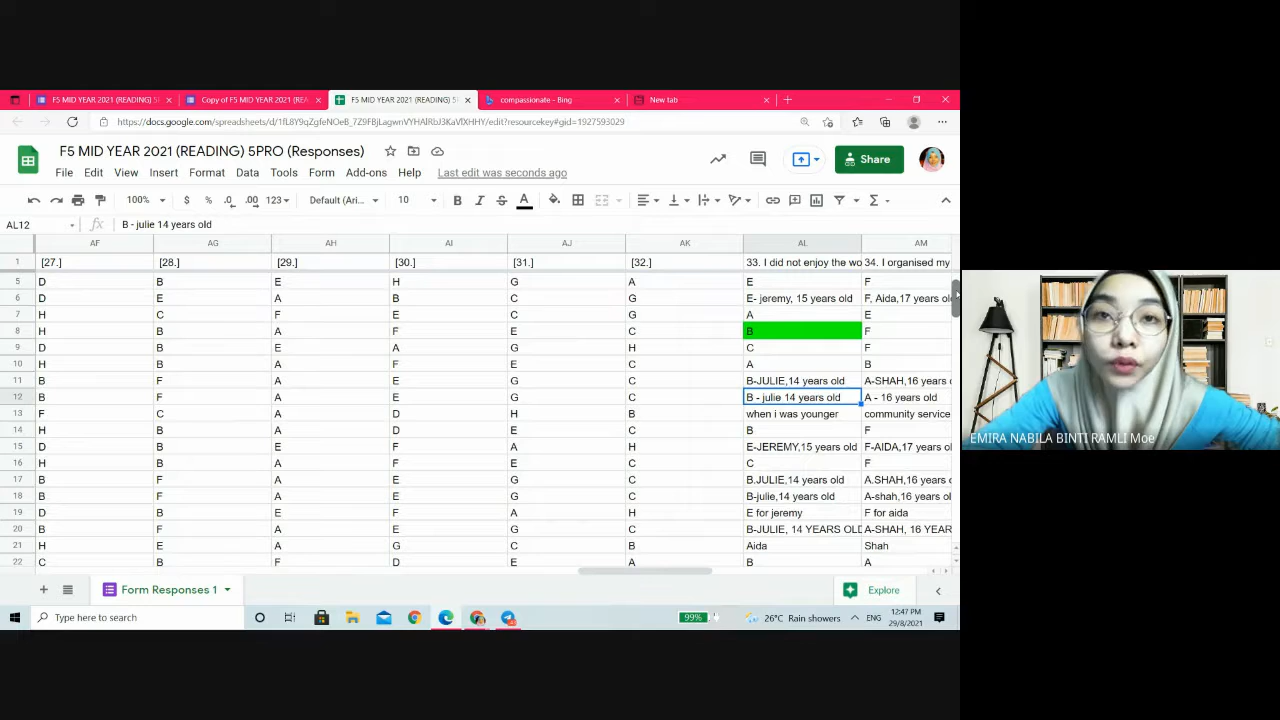 F5 MID YEAR 2021 (READING) 5P
Copy of F5 MID YEAR 2021 (REA
F5 MID YEAR 2021 (READING) 5
compassionate - Bing
New tab
F5 MID YEAR 2021 (READING) 5PRO (Responses)
File Edit View Insert Format Data Tools Form Add-ons Help Last edit was seconds ago
Share
100% $ % .0 .00 123 Default (Ari... 10 B I S A
AL12 fx B - julie 14 years old
AF AG AH AI AJ AK AL AM
1 [27.] [28.] [29.] [30.] [31.] [32.] 33. I did not enjoy the wo 34. I organised my
5 D B E H G A E F
6 D E A B C G E- jeremy, 15 years old F, Aida,17 years ol
7 H C F E C G A E
8 H B A F E C B F
9 D B E A G H C F
10 H B A F E C A B
11 B F A E G C B-JULIE,14 years old A-SHAH,16 years o
12 B F A E G C B - julie 14 years old A - 16 years old
13 F C A D H B when i was younger community service
14 H B A D E C B F
15 D B E F A H E-JEREMY,15 years old F-AIDA,17 years ol
16 H B A F E C C F
17 B F A E G C B.JULIE,14 years old A.SHAH,16 years o
18 B F A E G C B-julie,14 years old A-shah,16 years ol
19 D B E F A H E for jeremy F for aida
20 B F A E G C B-JULIE, 14 YEARS OLD A-SHAH, 16 YEAR
21 H E A G C B Aida Shah
22 C B F D E A B A
Form Responses 1
Explore
Type here to search
99%
26°C Rain showers
ENG
12:47 PM
29/8/2021
EMIRA NABILA BINTI RAMLI Moe